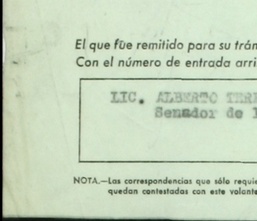 El que fue remitido para su trám
Con el número de entrada arri
LIC. ALBERTO TERR
Senador de l
NOTA.—Las correspondencias que sólo requie
quedan contestadas con este volante